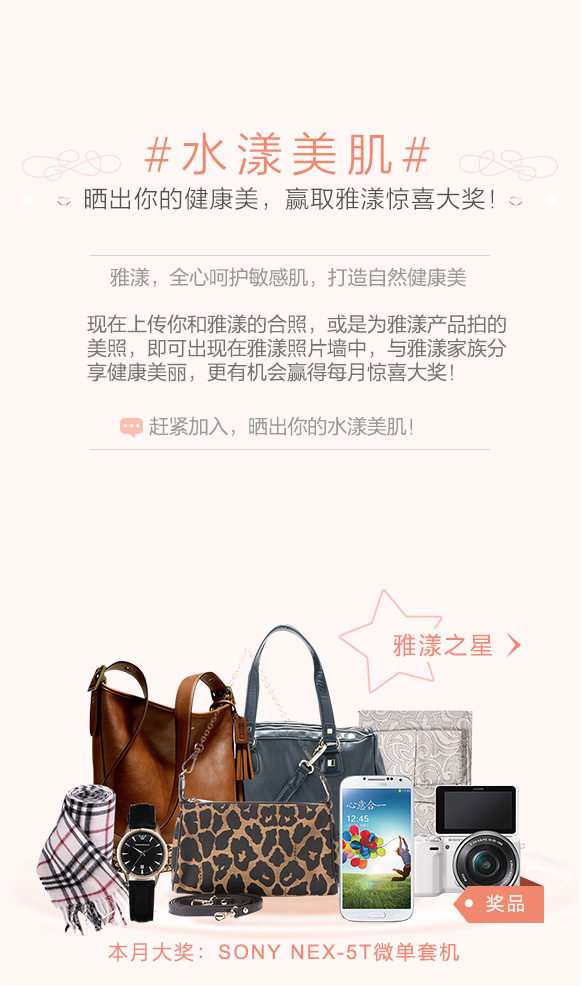 #水漾美肌#
晒出你的健康美，赢取雅漾惊喜大奖！
雅漾，全心呵护敏感肌，打造自然健康美
现在上传你和雅漾的合照，或是为雅漾产品拍的
美照，即可出现在雅漾照片墙中，与雅漾家族分
享健康美丽，更有机会赢得每月惊喜大奖！
赶紧加入，晒出你的水漾美肌！
雅漾之星
心意合一
12:45
SONY
奖品
本月大奖：SONY NEX-5T微单套机